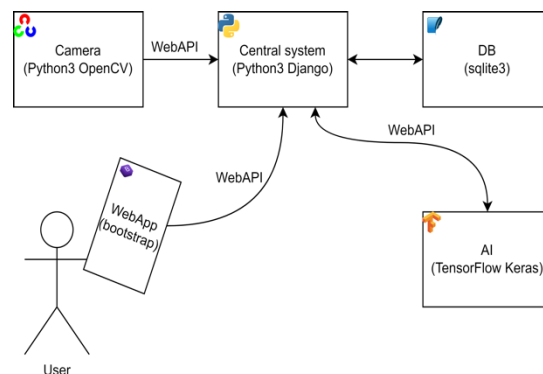 Camera
(Python3 OpenCV)
WebAPI
Central system
(Python3 Django)
DB
(sqlite3)
WebAPI
WebAPI
WebApp
(bootstrap)
AI
(TensorFlow Keras)
User